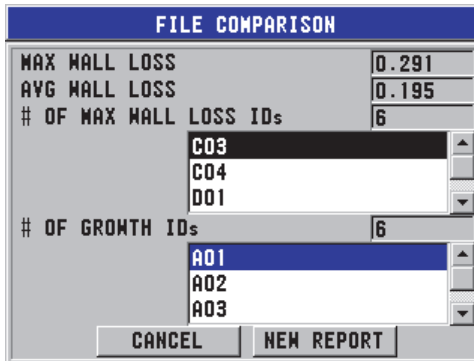 FILE COMPARISON
MAX WALL LOSS 0.291
AVG WALL LOSS 0.195
# OF MAX WALL LOSS IDs 6
C03
C04
D01
# OF GROWTH IDs 6
A01
A02
A03
CANCEL NEW REPORT